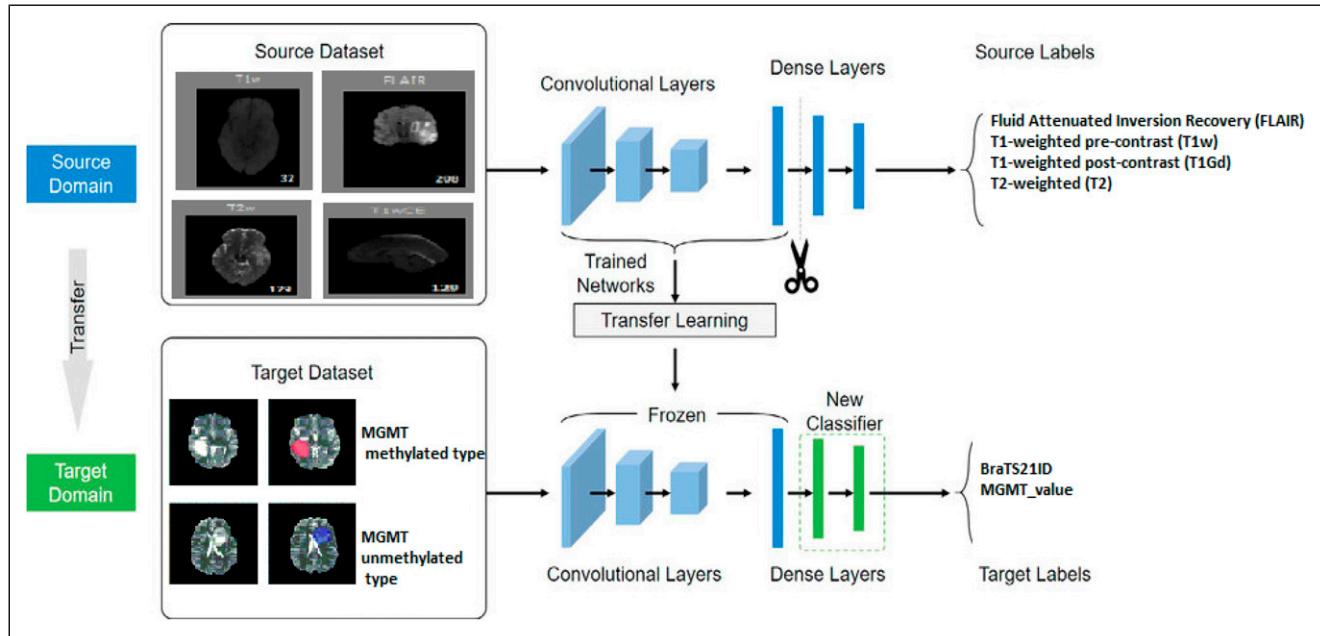 Source Dataset
T1w
FLAIR
37
T2w
T1wCE
Source
Domain
Transfer
Convolutional Layers
Dense Layers
Source Labels
Fluid Attenuated Inversion Recovery (FLAIR)
T1-weighted pre-contrast (T1w)
T1-weighted post-contrast (T1Gd)
T2-weighted (T2)
Trained
Networks
Transfer Learning
Target Dataset
MGMT
methylated type
MGMT
unmethylated
type
Target
Domain
Frozen
New
Classifier
BraTS21ID
MGMT_value
Convolutional Layers
Dense Layers
Target Labels